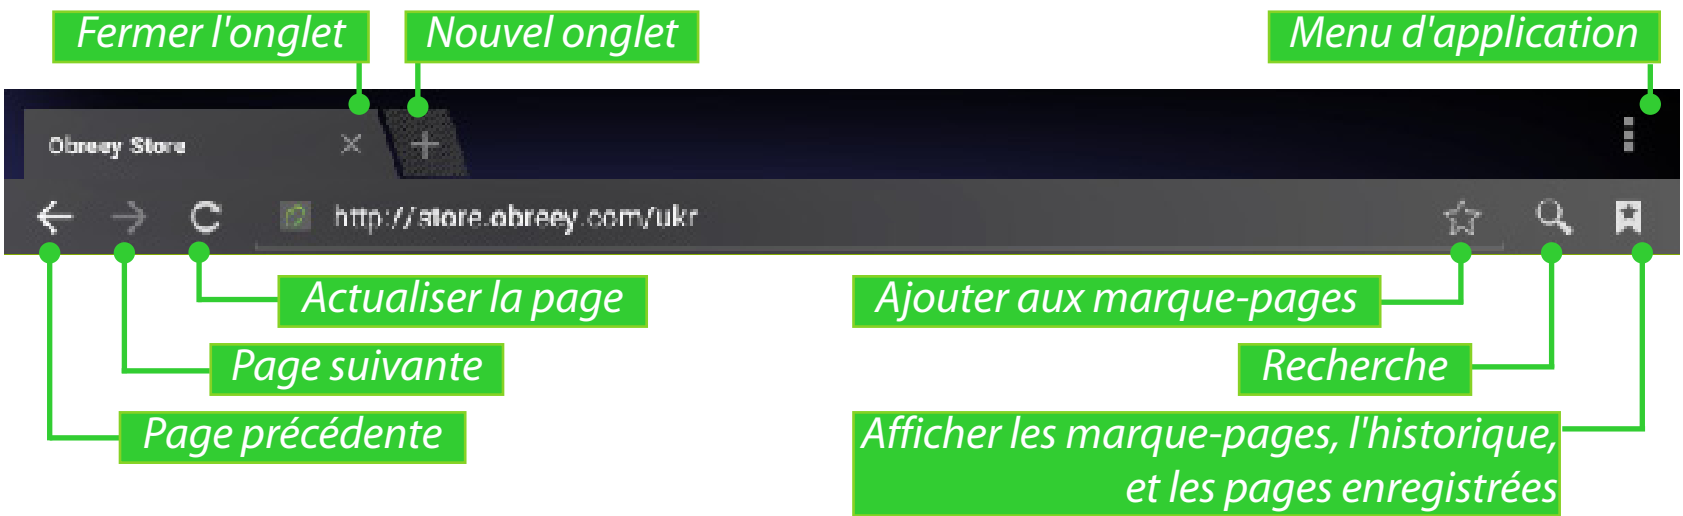 Fermer l'onglet
Nouvel onglet
Menu d'application
Obreey Store
http://store.obreey.com/ukr
Actualiser la page
Ajouter aux marque-pages
Page suivante
Recherche
Page précédente
Afficher les marque-pages, l'historique,
et les pages enregistrées